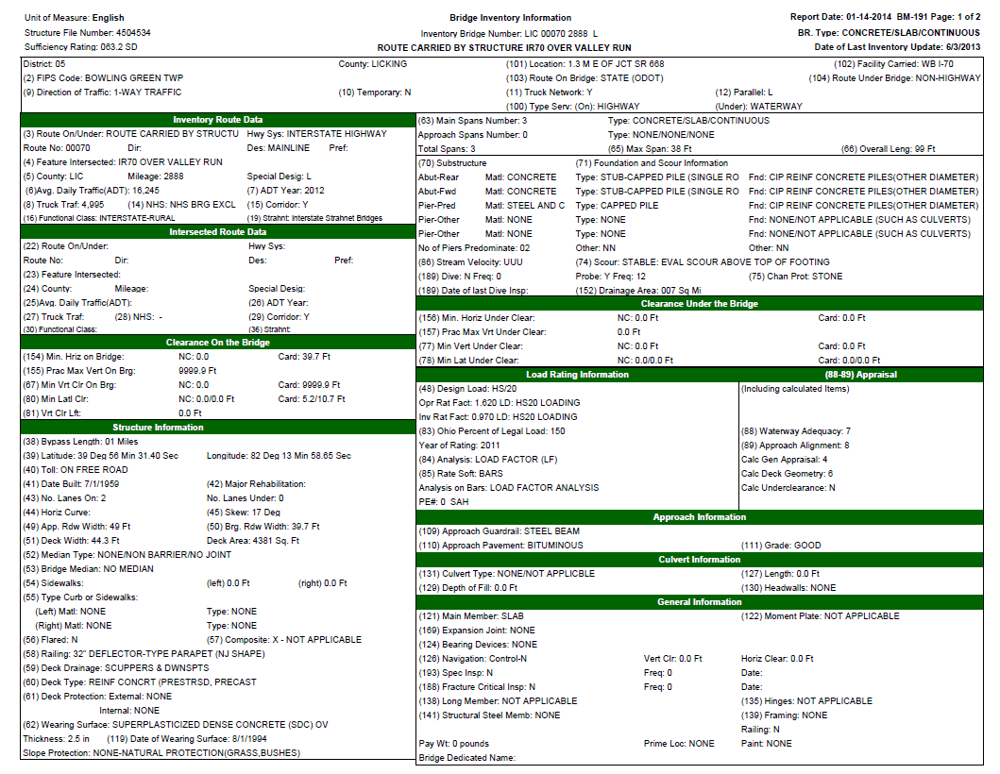 Unit of Measure: English
Bridge Inventory Information
Report Date: 01-14-2014 BM-191 Page: 1 of 2
Structure File Number: 4504534
Inventory Bridge Number: LIC 00070 2888 L
BR. Type: CONCRETE/SLAB/CONTINUOUS
Sufficiency Rating: 063.2 SD
ROUTE CARRIED BY STRUCTURE IR70 OVER VALLEY RUN
Date of Last Inventory Update: 6/3/2013
District: 05 County: LICKING (101) Location: 1.3 M E OF JCT SR 668 (102) Facility Carried: WB I-70
(2) FIPS Code: BOWLING GREEN TWP (103) Route On Bridge: STATE (ODOT) (104) Route Under Bridge: NON-HIGHWAY
(9) Direction of Traffic: 1-WAY TRAFFIC (10) Temporary: N (11) Truck Network: Y (12) Parallel: L
(100) Type Serv: (On): HIGHWAY (Under): WATERWAY
Inventory Route Data
(3) Route On/Under: ROUTE CARRIED BY STRUCTU Hwy Sys: INTERSTATE HIGHWAY
Route No: 00070 Dir: Des: MAINLINE Pref:
(4) Feature Intersected: IR70 OVER VALLEY RUN
(5) County: LIC Mileage: 2888 Special Desig: L
(6)Avg. Daily Traffic(ADT): 16,245 (7) ADT Year: 2012
(8) Truck Traf: 4,995 (14) NHS: NHS BRG EXCL (15) Corridor: Y
(16) Functional Class: INTERSTATE-RURAL (19) Strahnt: Interstate Strahnet Bridges
Intersected Route Data
(22) Route On/Under: Hwy Sys:
Route No: Dir: Des: Pref:
(23) Feature Intersected:
(24) County: Mileage: Special Desig:
(25)Avg. Daily Traffic(ADT): (26) ADT Year:
(27) Truck Traf: (28) NHS: - (29) Corridor: Y
(30) Functional Class: (36) Strahnt:
Clearance On the Bridge
(154) Min. Hriz on Bridge: NC: 0.0 Card: 39.7 Ft
(155) Prac Max Vert On Brg: 9999.9 Ft
(67) Min Vrt Clr On Brg: NC: 0.0 Card: 9999.9 Ft
(80) Min Latl Clr: NC: 0.0/0.0 Ft Card: 5.2/10.7 Ft
(81) Vrt Clr Lft: 0.0 Ft
Structure Information
(38) Bypass Length: 01 Miles
(39) Latitude: 39 Deg 56 Min 31.40 Sec Longitude: 82 Deg 13 Min 58.65 Sec
(40) Toll: ON FREE ROAD
(41) Date Built: 7/1/1959 (42) Major Rehabilitation:
(43) No. Lanes On: 2 No. Lanes Under: 0
(44) Horiz Curve: (45) Skew: 17 Deg
(49) App. Rdw Width: 49 Ft (50) Brg. Rdw Width: 39.7 Ft
(51) Deck Width: 44.3 Ft Deck Area: 4381 Sq. Ft
(52) Median Type: NONE/NON BARRIER/NO JOINT
(53) Bridge Median: NO MEDIAN
(54) Sidewalks: (left) 0.0 Ft (right) 0.0 Ft
(55) Type Curb or Sidewalks:
(Left) Matl: NONE Type: NONE
(Right) Matl: NONE Type: NONE
(56) Flared: N (57) Composite: X - NOT APPLICABLE
(58) Railing: 32" DEFLECTOR-TYPE PARAPET (NJ SHAPE)
(59) Deck Drainage: SCUPPERS & DWNSPTS
(60) Deck Type: REINF CONCRT (PRESTRSD, PRECAST
(61) Deck Protection: External: NONE
Internal: NONE
(62) Wearing Surface: SUPERPLASTICIZED DENSE CONCRETE (SDC) OV
Thickness: 2.5 in (119) Date of Wearing Surface: 8/1/1994
Slope Protection: NONE-NATURAL PROTECTION(GRASS,BUSHES)
(63) Main Spans Number: 3 Type: CONCRETE/SLAB/CONTINUOUS
Approach Spans Number: 0 Type: NONE/NONE/NONE
Total Spans: 3 (65) Max Span: 38 Ft (66) Overall Leng: 99 Ft
(70) Substructure (71) Foundation and Scour Information
Abut-Rear Matl: CONCRETE Type: STUB-CAPPED PILE (SINGLE RO Fnd: CIP REINF CONCRETE PILES(OTHER DIAMETER)
Abut-Fwd Matl: CONCRETE Type: STUB-CAPPED PILE (SINGLE RO Fnd: CIP REINF CONCRETE PILES(OTHER DIAMETER)
Pier-Pred Matl: STEEL AND C Type: CAPPED PILE Fnd: CIP REINF CONCRETE PILES(OTHER DIAMETER)
Pier-Other Matl: NONE Type: NONE Fnd: NONE/NOT APPLICABLE (SUCH AS CULVERTS)
Pier-Other Matl: NONE Type: NONE Fnd: NONE/NOT APPLICABLE (SUCH AS CULVERTS)
No of Piers Predominate: 02 Other: NN Other: NN
(86) Stream Velocity: UUU (74) Scour: STABLE: EVAL SCOUR ABOVE TOP OF FOOTING
(189) Dive: N Freq: 0 Probe: Y Freq: 12 (75) Chan Prot: STONE
(189) Date of last Dive Insp: (152) Drainage Area: 007 Sq Mi
Clearance Under the Bridge
(156) Min. Horiz Under Clear: NC: 0.0 Ft Card: 0.0 Ft
(157) Prac Max Vrt Under Clear: 0.0 Ft
(77) Min Vert Under Clear: NC: 0.0 Ft Card: 0.0 Ft
(78) Min Lat Under Clear: NC: 0.0/0.0 Ft Card: 0.0/0.0 Ft
Load Rating Information (88-89) Appraisal
(48) Design Load: HS/20 (Including calculated Items)
Opr Rat Fact: 1.620 LD: HS20 LOADING
Inv Rat Fact: 0.970 LD: HS20 LOADING
(83) Ohio Percent of Legal Load: 150 (88) Waterway Adequacy: 7
Year of Rating: 2011 (89) Approach Alignment: 8
(84) Analysis: LOAD FACTOR (LF) Calc Gen Appraisal: 4
(85) Rate Soft: BARS Calc Deck Geometry: 6
Analysis on Bars: LOAD FACTOR ANALYSIS Calc Underclearance: N
PE#: 0 SAH
Approach Information
(109) Approach Guardrail: STEEL BEAM
(110) Approach Pavement: BITUMINOUS (111) Grade: GOOD
Culvert Information
(131) Culvert Type: NONE/NOT APPLICBLE (127) Length: 0.0 Ft
(129) Depth of Fill: 0.0 Ft (130) Headwalls: NONE
General Information
(121) Main Member: SLAB (122) Moment Plate: NOT APPLICABLE
(169) Expansion Joint: NONE
(124) Bearing Devices: NONE
(126) Navigation: Control-N Vert Clr: 0.0 Ft Horiz Clear: 0.0 Ft
(193) Spec Insp: N Freq: 0 Date:
(188) Fracture Critical Insp: N Freq: 0 Date:
(138) Long Member: NOT APPLICABLE (135) Hinges: NOT APPLICABLE
(141) Structural Steel Memb: NONE (139) Framing: NONE
Railing: N
Pay Wt: 0 pounds Prime Loc: NONE Paint: NONE
Bridge Dedicated Name: